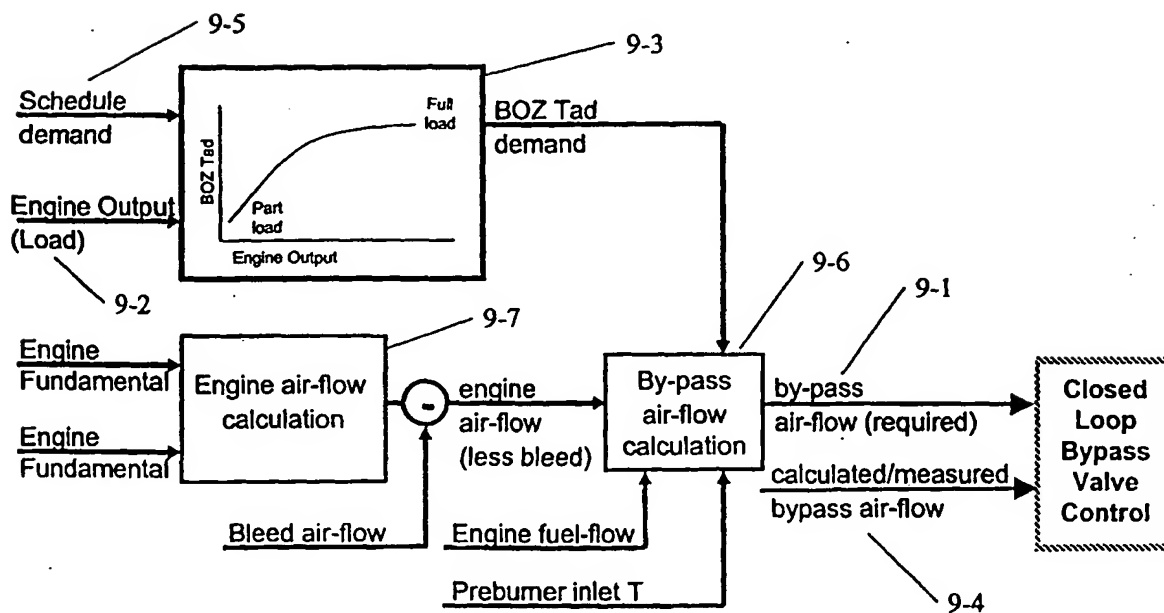 9-5
9-3
Schedule
demand
BOZ Tad
Full
load
Part
load
Engine Output
BOZ Tad
demand
Engine Output
(Load)
9-2
9-7
9-6
9-1
Engine
Fundamental
Engine
Fundamental
Engine air-flow
calculation
-
engine
air-flow
(less bleed)
By-pass
air-flow
calculation
by-pass
air-flow (required)
calculated/measured
bypass air-flow
Closed
Loop
Bypass
Valve
Control
Bleed air-flow
Engine fuel-flow
Preburner inlet T
9-4